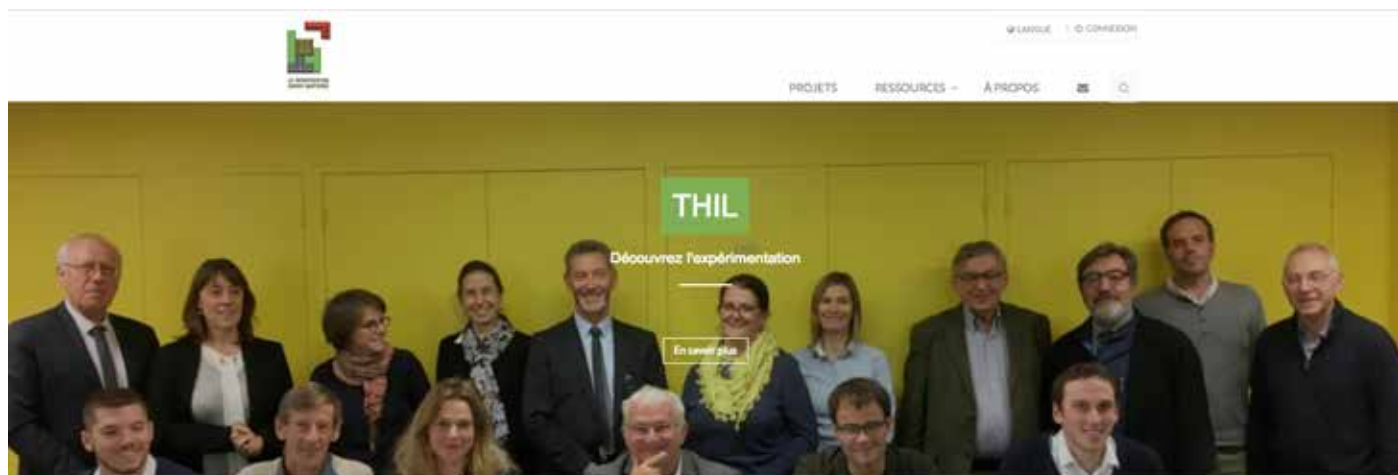 LANGUE
CONNEXION
PROJETS
RESSOURCES
À PROPOS
THIL
Découvrez l'expérimentation
En savoir plus